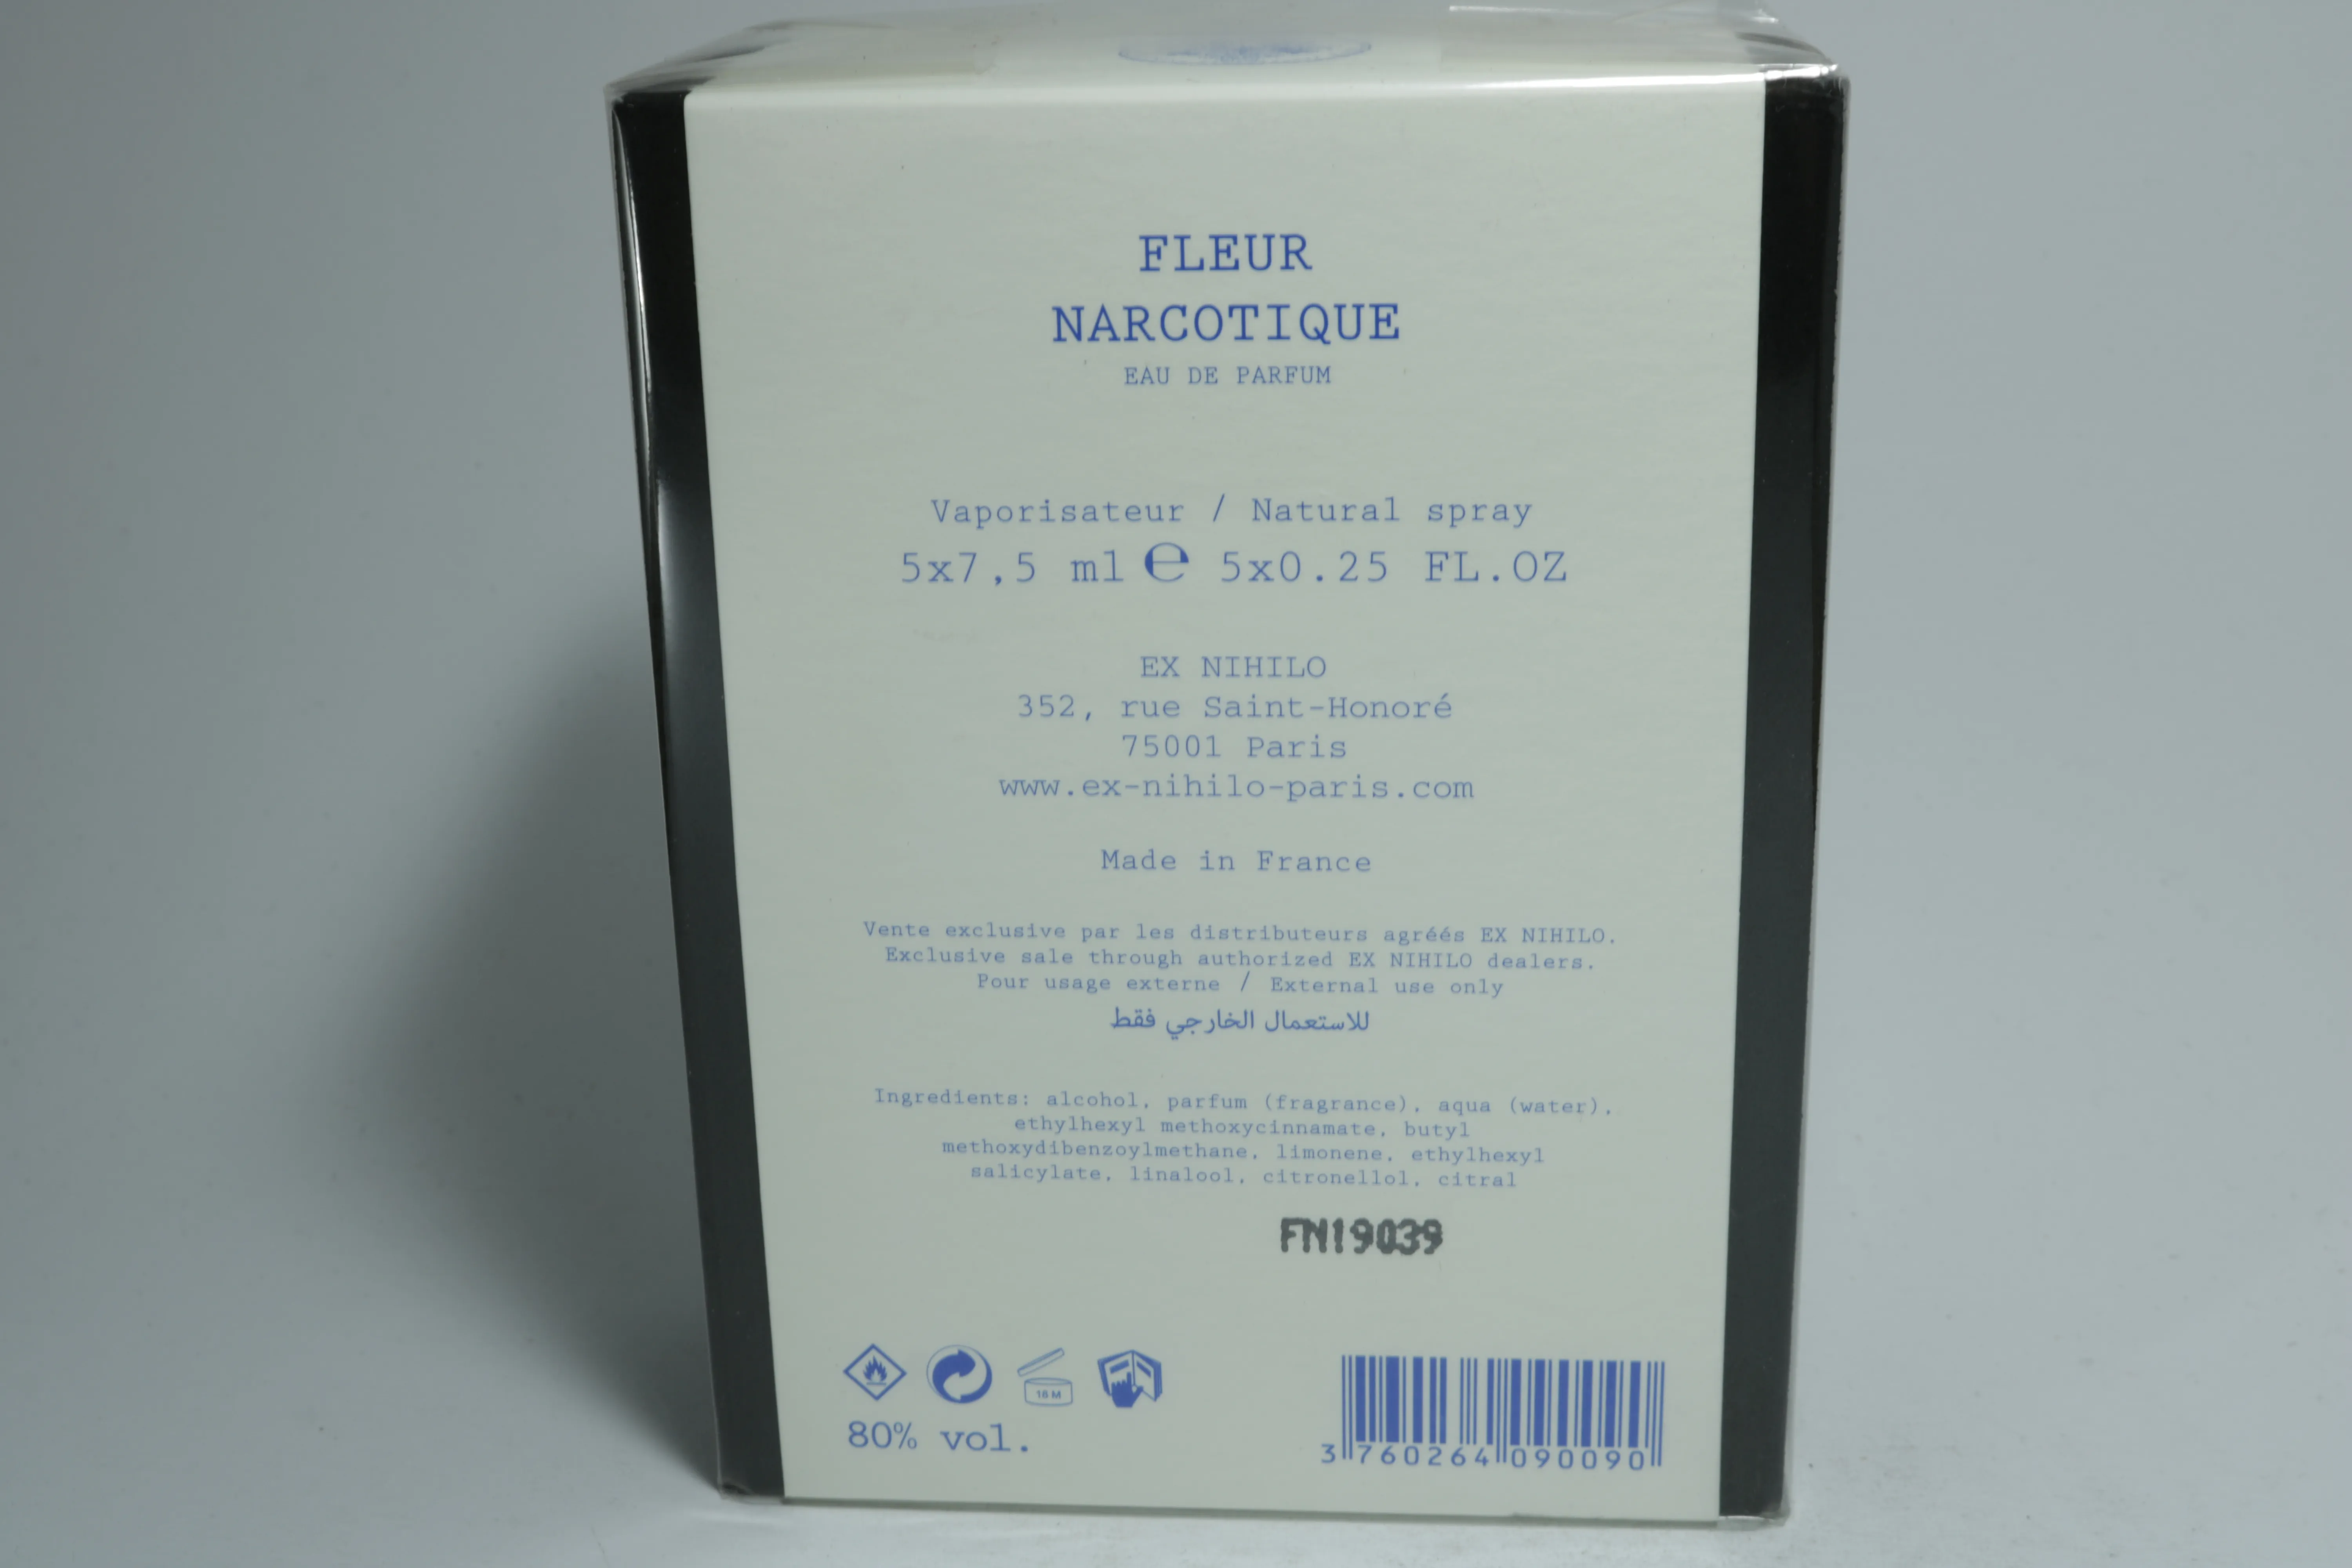 FLEUR
NARCOTIQUE
EAU DE PARFUM
Vaporisateur / Natural spray
5x7,5 ml ℮ 5x0.25 FL.OZ
EX NIHILO
352, rue Saint-Honoré
75001 Paris
www.ex-nihilo-paris.com
Made in France
Vente exclusive par les distributeurs agréés EX NIHILO.
Exclusive sale through authorized EX NIHILO dealers.
Pour usage externe / External use only
للاستعمال الخارجي فقط
Ingredients: alcohol, parfum (fragrance), aqua (water),
ethylhexyl methoxycinnamate, butyl
methoxydibenzoylmethane, limonene, ethylhexyl
salicylate, linalool, citronellol, citral
FN19039
80% vol.
3 760264 090090